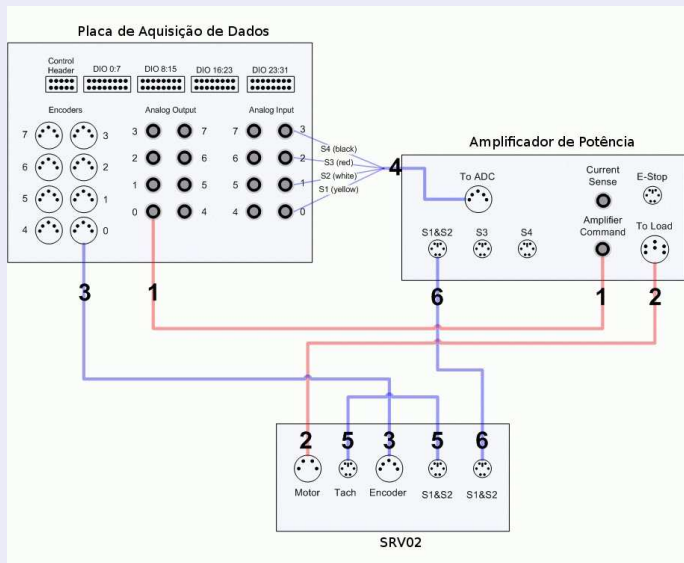 Placa de Aquisição de Dados
Control
Header
DIO 0:7
DIO 8:15
DIO 16:23
DIO 23:31
Encoders
Analog Output
Analog Input
7 3 3 7 7 3
6 2 2 6 6 2
5 1 1 5 5 1
4 0 0 4 4 0
S4 (black)
S3 (red)
S2 (white)
S1 (yellow)
4
Amplificador de Potência
To ADC
Current
Sense
E-Stop
S1&S2
S3
S4
Amplifier
Command
To Load
3 1 6 1 2
2 5 3 5 6
Motor
Tach
Encoder
S1&S2
S1&S2
SRV02